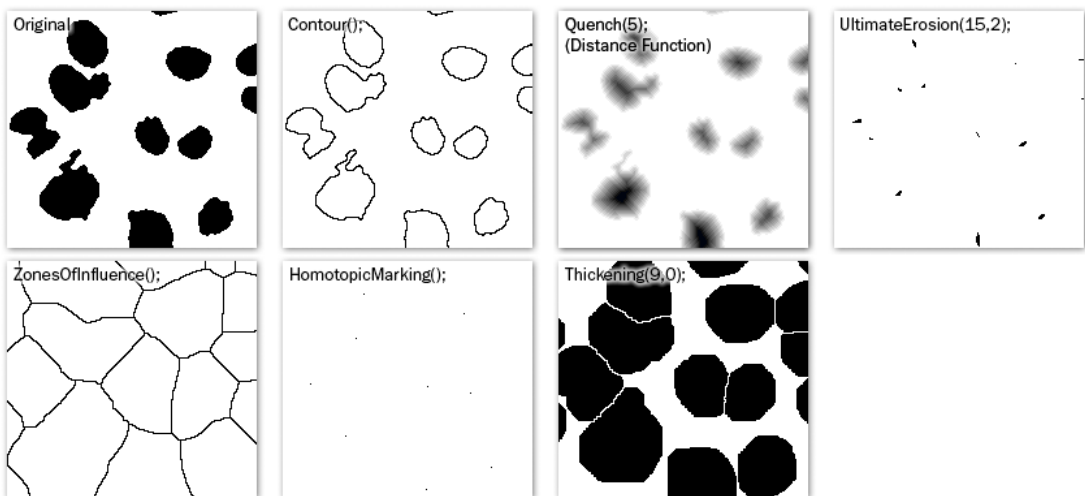 Original
Contour();
Quench(5);
(Distance Function)
UltimateErosion(15,2);
ZonesOfInfluence();
HomotopicMarking();
Thickening(9,0);